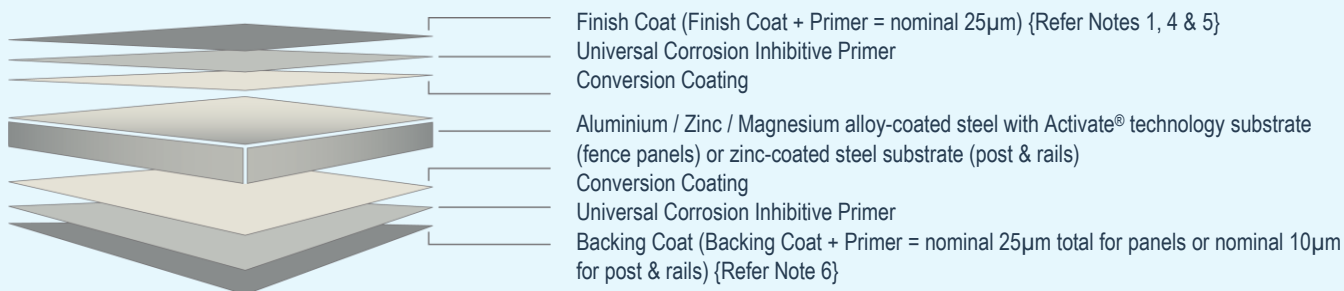 Finish Coat (Finish Coat + Primer = nominal 25µm) {Refer Notes 1, 4 & 5}
Universal Corrosion Inhibitive Primer
Conversion Coating
Aluminium / Zinc / Magnesium alloy-coated steel with Activate® technology substrate
(fence panels) or zinc-coated steel substrate (post & rails)
Conversion Coating
Universal Corrosion Inhibitive Primer
Backing Coat (Backing Coat + Primer = nominal 25µm total for panels or nominal 10µm
for post & rails) {Refer Note 6}